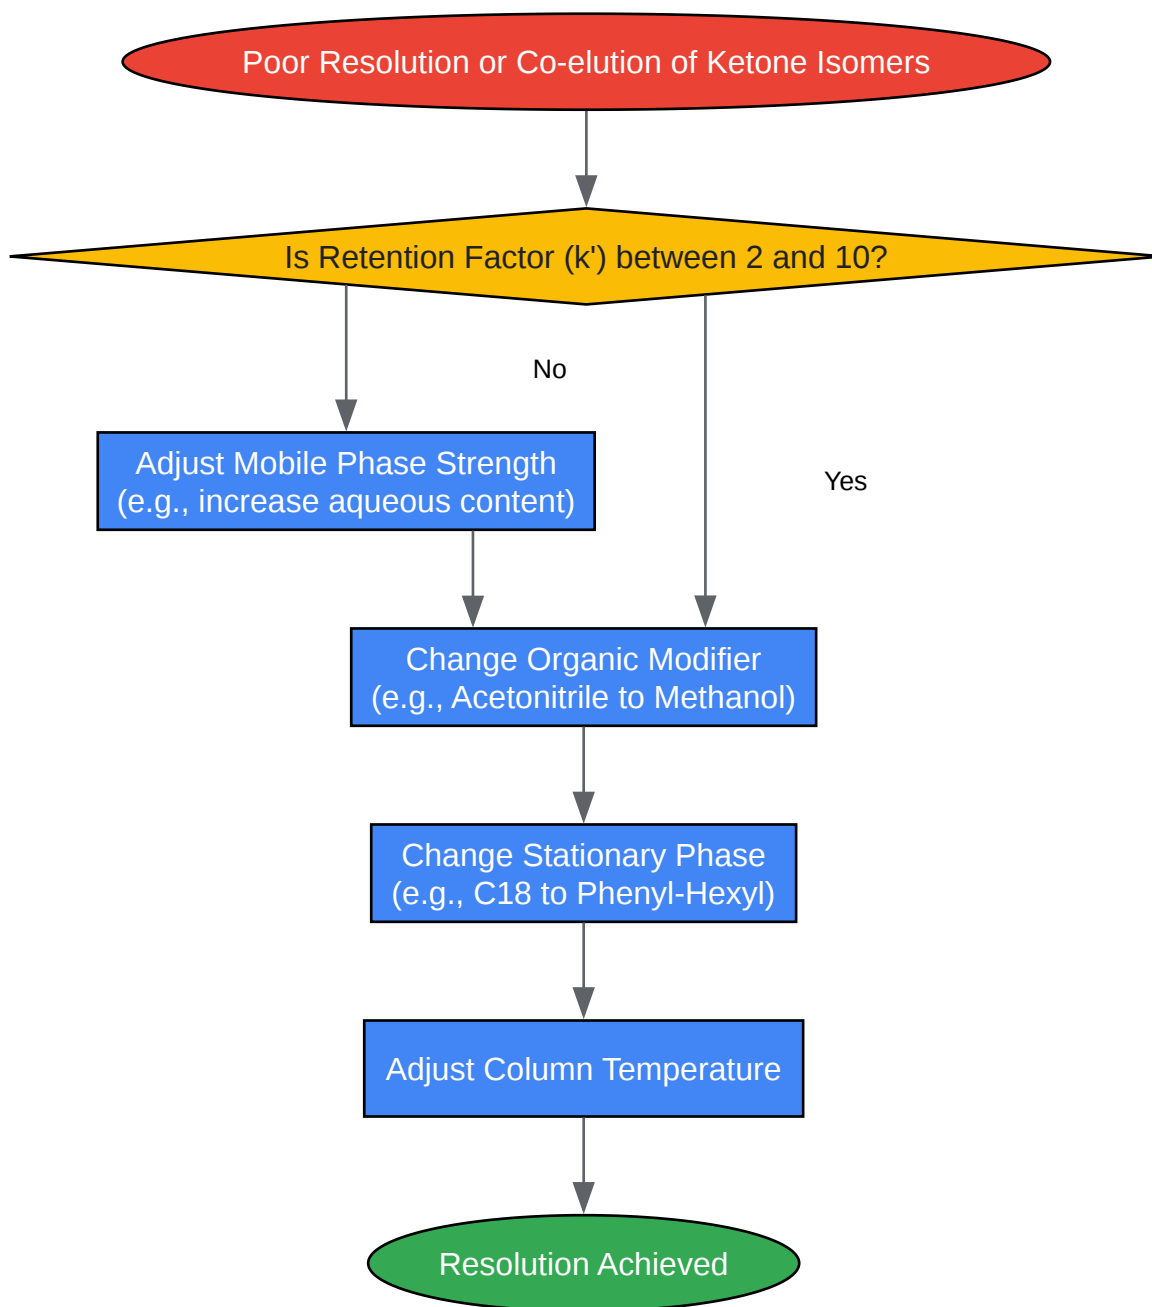 Poor Resolution or Co-elution of Ketone Isomers
Is Retention Factor (k') between 2 and 10?
No
Adjust Mobile Phase Strength
(e.g., increase aqueous content)
Yes
Change Organic Modifier
(e.g., Acetonitrile to Methanol)
Change Stationary Phase
(e.g., C18 to Phenyl-Hexyl)
Adjust Column Temperature
Resolution Achieved